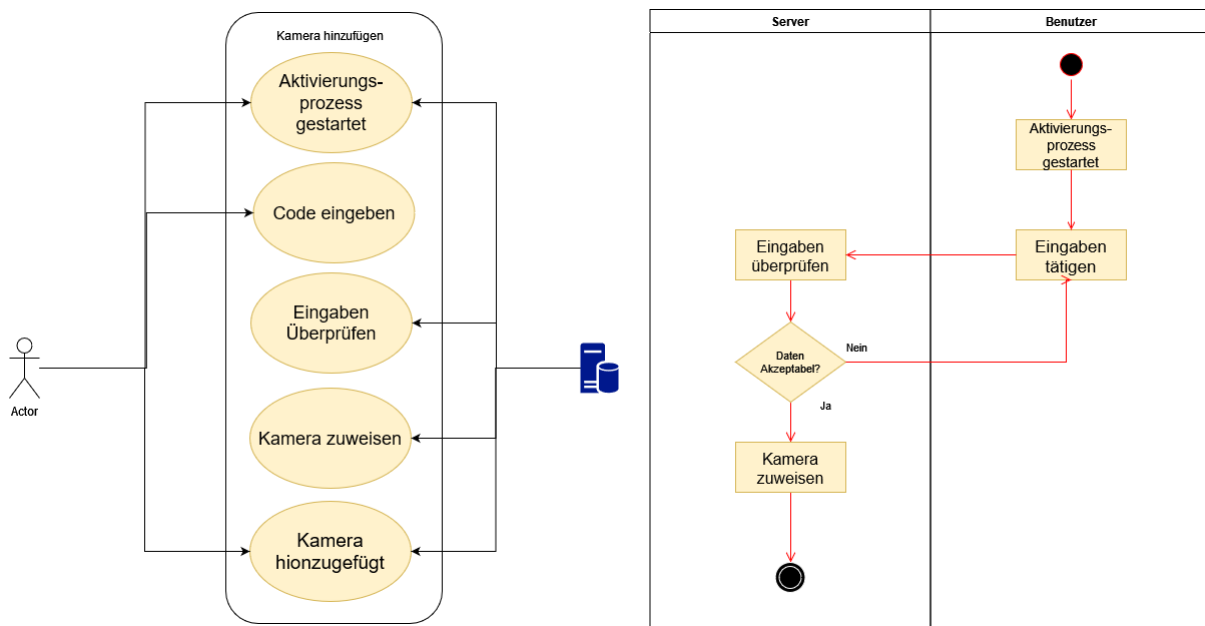 Kamera hinzufügen
Aktivierungs-
prozess
gestartet
Code eingeben
Eingaben
Überprüfen
Kamera zuweisen
Kamera
hionzugefügt
Actor
Server
Benutzer
Aktivierungs-
prozess
gestartet
Eingaben
tätigen
Eingaben
überprüfen
Daten
Akzeptabel?
Nein
Ja
Kamera
zuweisen